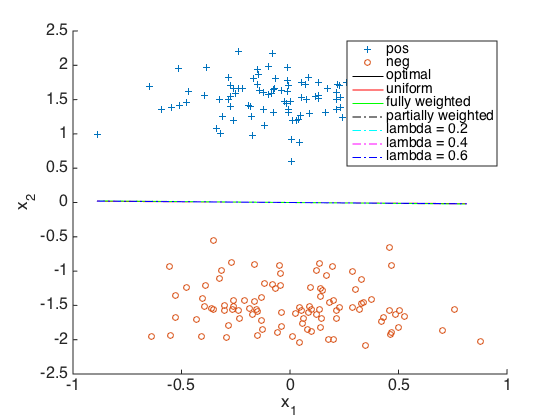 2.5
2
1.5
1
0.5
0
-0.5
-1
-1.5
-2
-2.5
x2
-1
-0.5
0
0.5
1
x1
pos
neg
optimal
uniform
fully weighted
partially weighted
lambda = 0.2
lambda = 0.4
lambda = 0.6